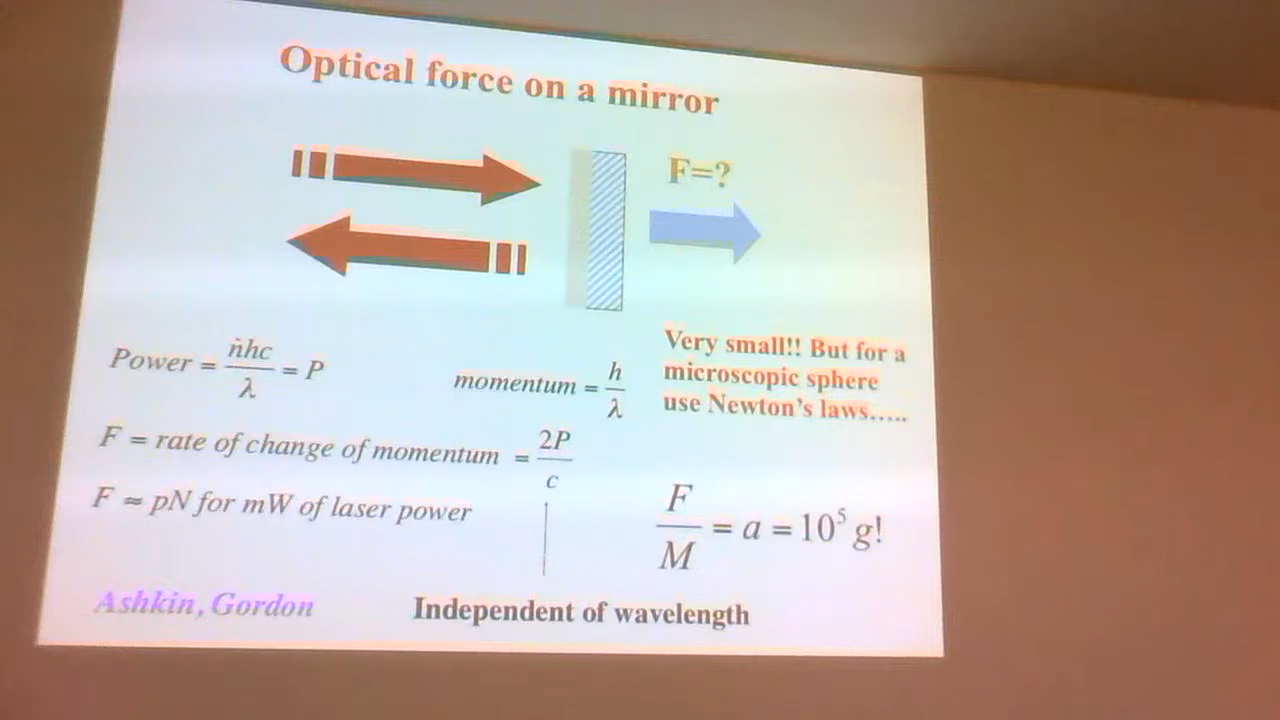 Optical force on a mirror
F=?
Power = ṅhc/λ = P
momentum = h/λ
Very small!! But for a
microscopic sphere
use Newton's laws.....
F = rate of change of momentum = 2P/c
F ≈ pN for mW of laser power
F/M = a = 10⁵ g!
Ashkin, Gordon
Independent of wavelength